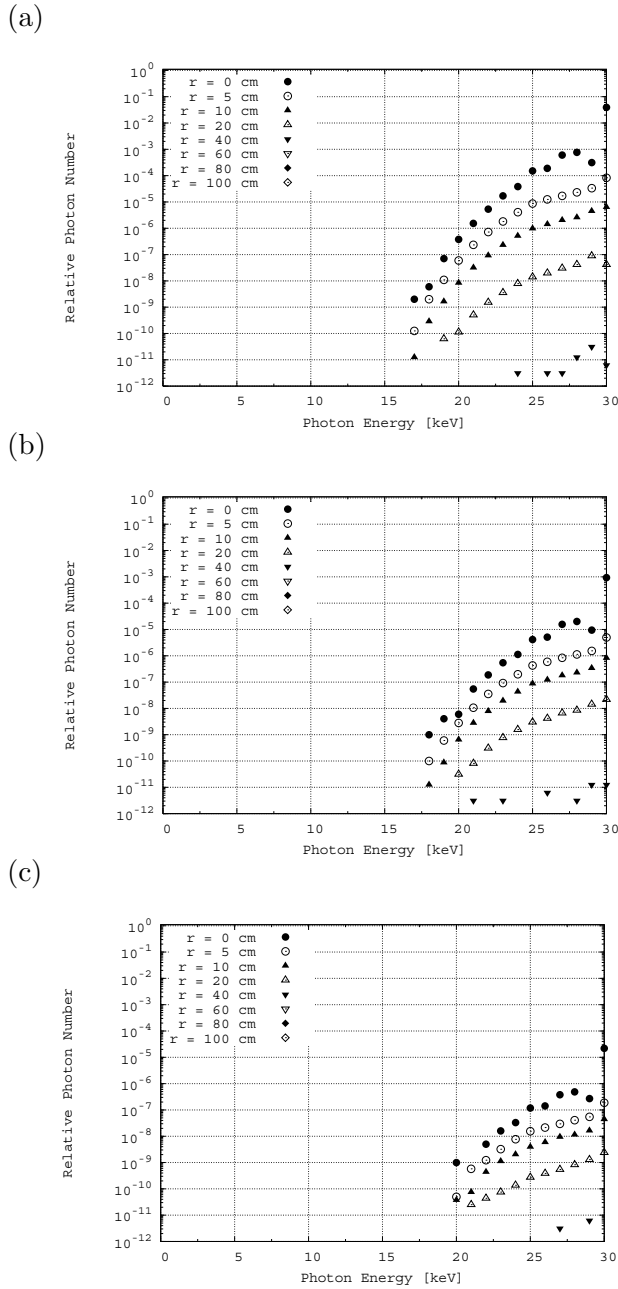 (a)
Relative Photon Number
10^0
10^-1
10^-2
10^-3
10^-4
10^-5
10^-6
10^-7
10^-8
10^-9
10^-10
10^-11
10^-12
r = 0 cm
r = 5 cm
r = 10 cm
r = 20 cm
r = 40 cm
r = 60 cm
r = 80 cm
r = 100 cm
0 5 10 15 20 25 30
Photon Energy [keV]
(b)
Relative Photon Number
10^0
10^-1
10^-2
10^-3
10^-4
10^-5
10^-6
10^-7
10^-8
10^-9
10^-10
10^-11
10^-12
r = 0 cm
r = 5 cm
r = 10 cm
r = 20 cm
r = 40 cm
r = 60 cm
r = 80 cm
r = 100 cm
0 5 10 15 20 25 30
Photon Energy [keV]
(c)
Relative Photon Number
10^0
10^-1
10^-2
10^-3
10^-4
10^-5
10^-6
10^-7
10^-8
10^-9
10^-10
10^-11
10^-12
r = 0 cm
r = 5 cm
r = 10 cm
r = 20 cm
r = 40 cm
r = 60 cm
r = 80 cm
r = 100 cm
0 5 10 15 20 25 30
Photon Energy [keV]